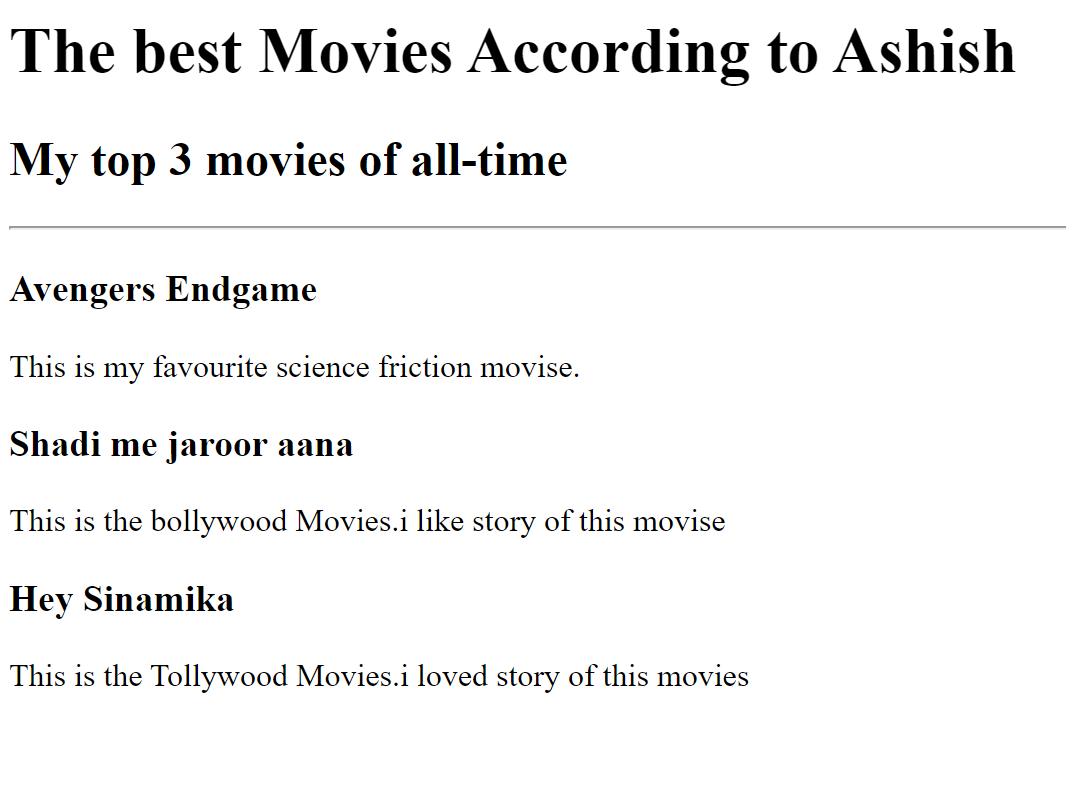 The best Movies According to Ashish
My top 3 movies of all-time
Avengers Endgame
This is my favourite science friction movise.
Shadi me jaroor aana
This is the bollywood Movies.i like story of this movise
Hey Sinamika
This is the Tollywood Movies.i loved story of this movies